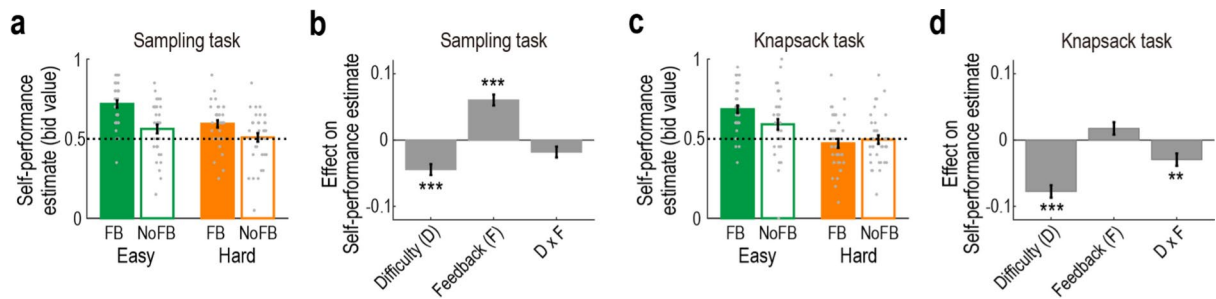 a
Sampling task
Self-performance
estimate (bid value)
1
0.5
0
FB NoFB FB NoFB
Easy Hard
b
Sampling task
Effect on
Self-performance estimate
0.1
0
-0.1
***
***
Difficulty (D)
Feedback (F)
D x F
c
Knapsack task
Self-performance
estimate (bid value)
1
0.5
0
FB NoFB FB NoFB
Easy Hard
d
Knapsack task
Effect on
Self-performance estimate
0.1
0
-0.1
***
**
Difficulty (D)
Feedback (F)
D x F